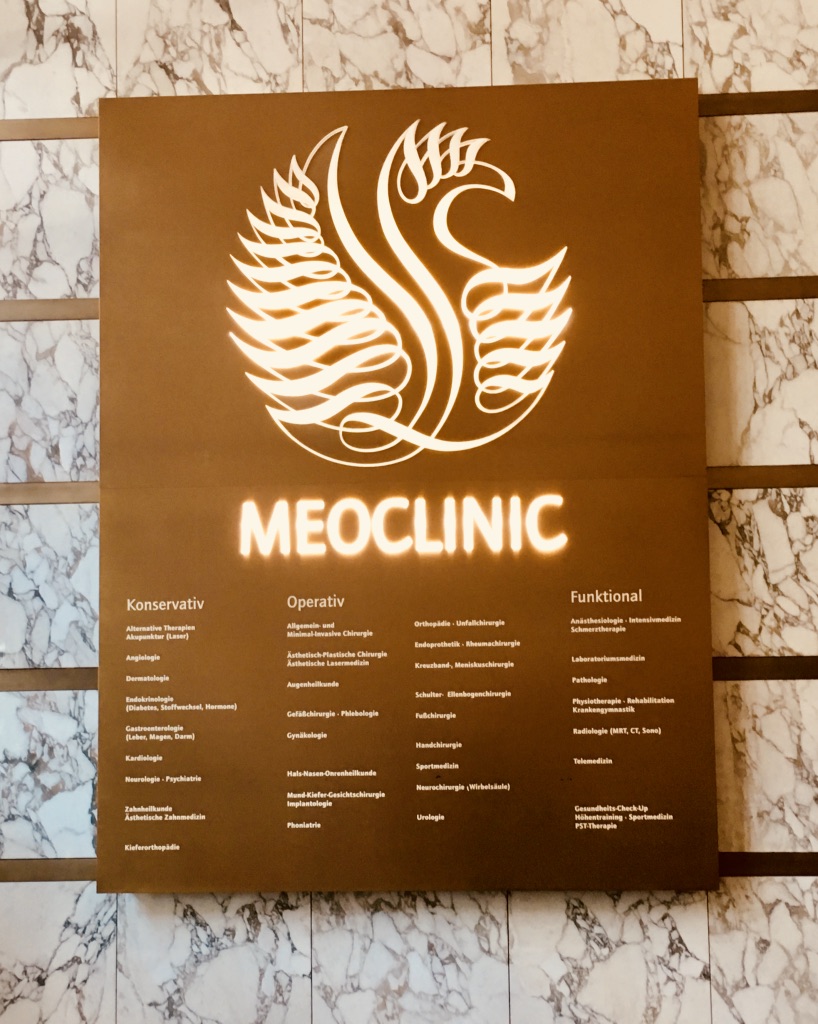 MEOCLINIC
Konservativ
Alternative Therapien
Akupunktur (Laser)
Angiologie
Dermatologie
Endokrinologie
(Diabetes, Stoffwechsel, Hormone)
Gastroenterologie
(Leber, Magen, Darm)
Kardiologie
Neurologie · Psychiatrie
Zahnheilkunde
Ästhetische Zahnmedizin
Kieferorthopädie
Operativ
Allgemein- und
Minimal-Invasive Chirurgie
Ästhetisch-Plastische Chirurgie
Ästhetische Lasermedizin
Augenheilkunde
Gefäßchirurgie · Phlebologie
Gynäkologie
Hals-Nasen-Ohrenheilkunde
Mund-Kiefer-Gesichtschirurgie
Implantologie
Phoniatrie
Orthopädie · Unfallchirurgie
Endoprothetik · Rheumachirurgie
Kreuzband-, Meniskuschirurgie
Schulter- Ellenbogenchirurgie
Fußchirurgie
Handchirurgie
Sportmedizin
Neurochirurgie (Wirbelsäule)
Urologie
Funktional
Anästhesiologie · Intensivmedizin
Schmerztherapie
Laboratoriumsmedizin
Pathologie
Physiotherapie · Rehabilitation
Krankengymnastik
Radiologie (MRT, CT, Sono)
Telemedizin
Gesundheits-Check-Up
Höhentraining · Sportmedizin
PST-Therapie